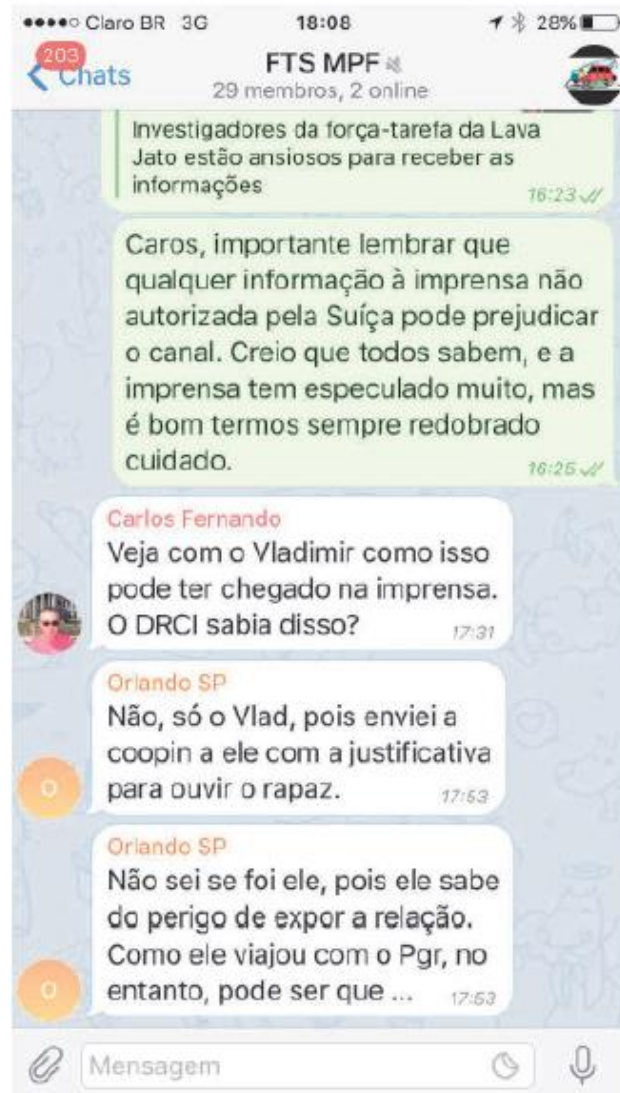 Claro BR 3G 18:08 28%
203
Chats
FTS MPF
29 membros, 2 online
Investigadores da força-tarefa da Lava
Jato estão ansiosos para receber as
informações
16:23
Caros, importante lembrar que
qualquer informação à imprensa não
autorizada pela Suíça pode prejudicar
o canal. Creio que todos sabem, e a
imprensa tem especulado muito, mas
é bom termos sempre redobrado
cuidado.
16:25
Carlos Fernando
Veja com o Vladimir como isso
pode ter chegado na imprensa.
O DRCI sabia disso?
17:31
Orlando SP
Não, só o Vlad, pois enviei a
coopin a ele com a justificativa
para ouvir o rapaz.
17:53
O
Orlando SP
Não sei se foi ele, pois ele sabe
do perigo de expor a relação.
Como ele viajou com o Pgr, no
entanto, pode ser que ...
17:53
O
Mensagem